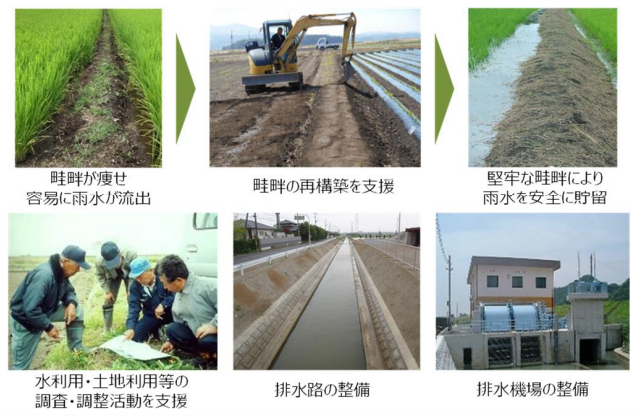 畦畔が痩せ
容易に雨水が流出
畦畔の再構築を支援
堅牢な畦畔により
雨水を安全に貯留
水利用・土地利用等の
調査・調整活動を支援
排水路の整備
排水機場の整備